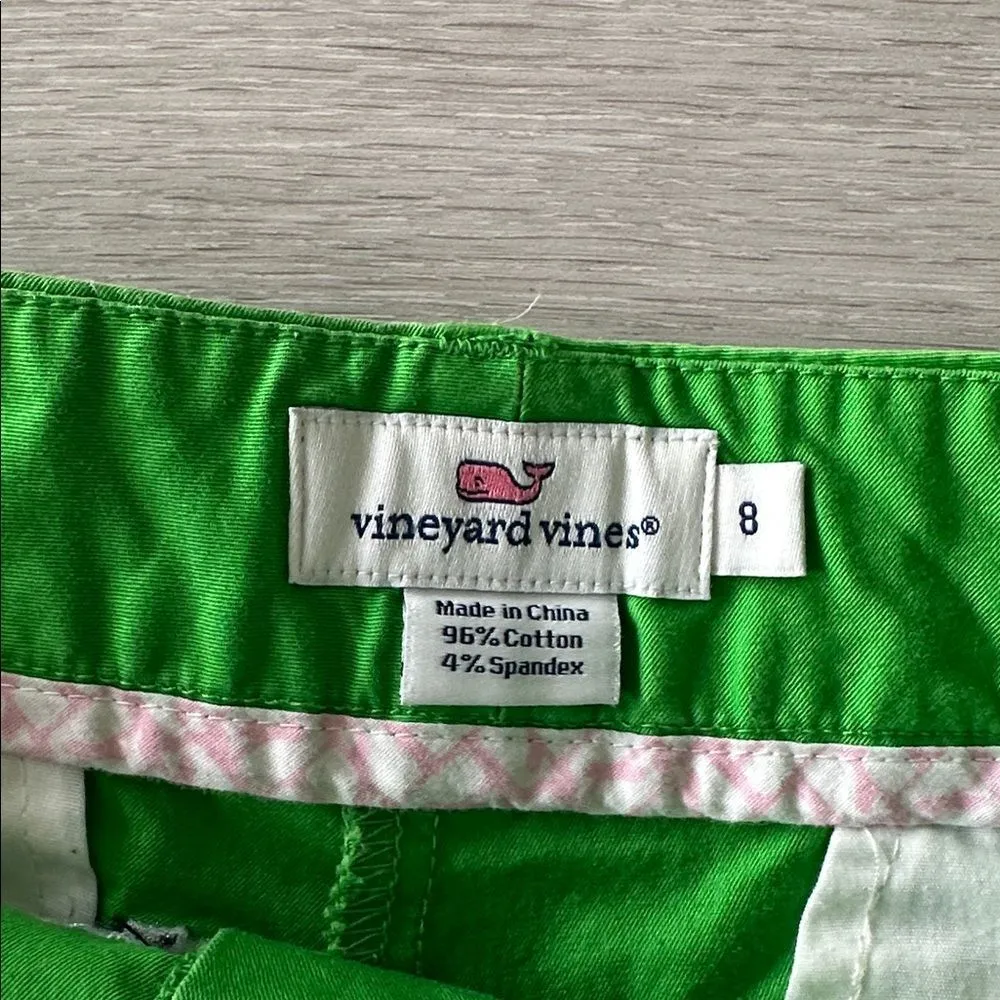 vineyard vines®
8
Made in China
96% Cotton
4% Spandex